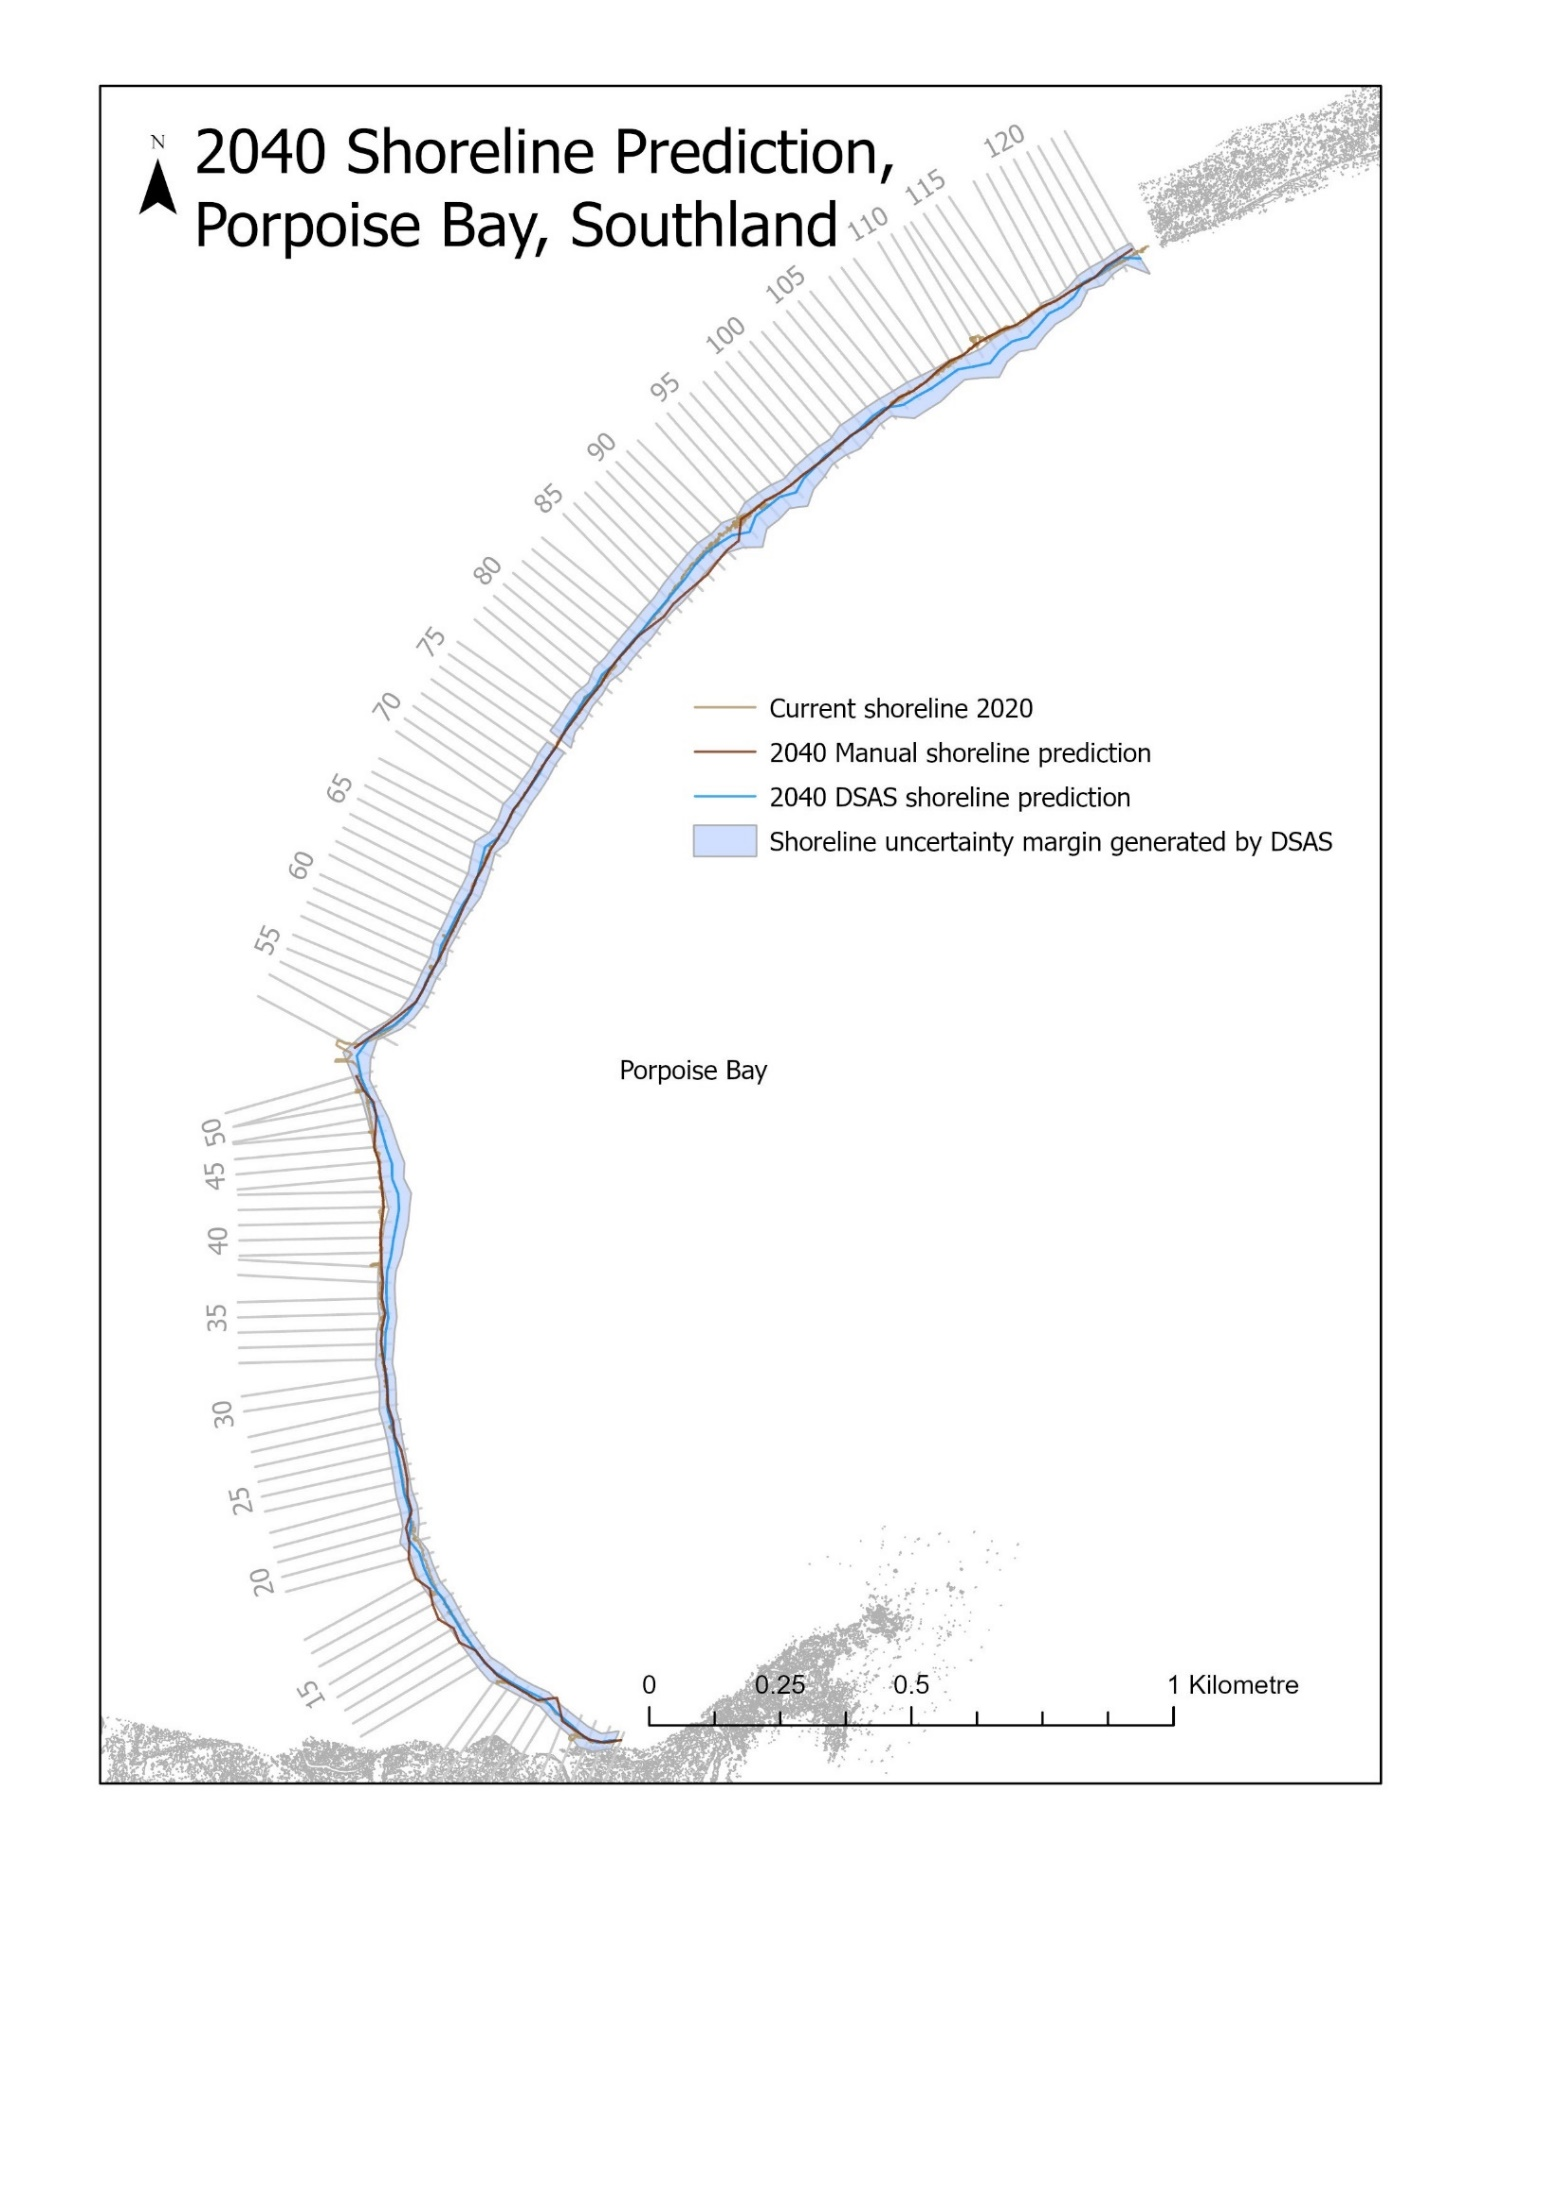 N
2040 Shoreline Prediction,
Porpoise Bay, Southland
120
115
110
105
100
95
90
85
80
75
70
65
60
55
50
45
40
35
30
25
20
15
Current shoreline 2020
2040 Manual shoreline prediction
2040 DSAS shoreline prediction
Shoreline uncertainty margin generated by DSAS
Porpoise Bay
0 0.25 0.5 1 Kilometre